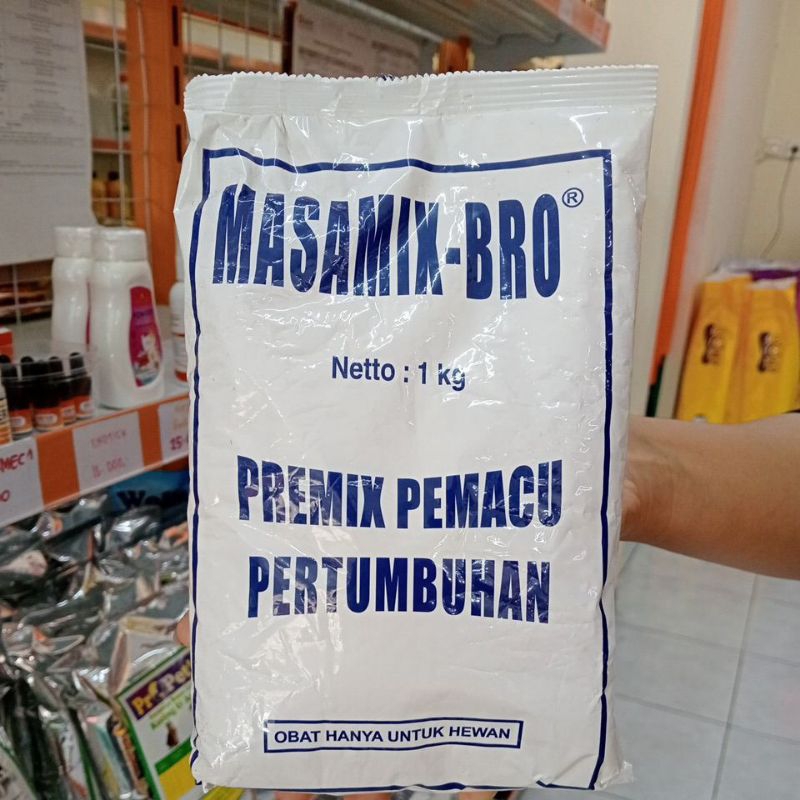 MASAMIX-BRO®
Netto : 1 kg
PREMIX PEMACU
PERTUMBUHAN
OBAT HANYA UNTUK HEWAN